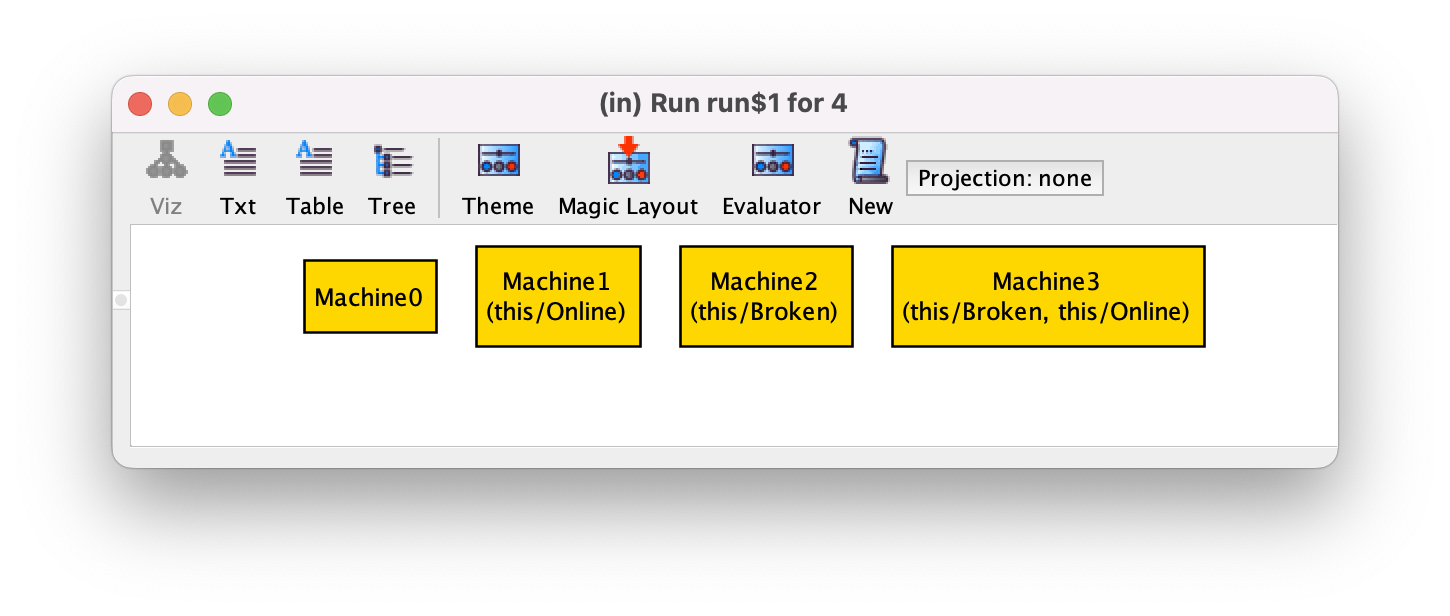 (in) Run run$1 for 4
Viz
Txt
Table
Tree
Theme
Magic Layout
Evaluator
New
Projection: none
Machine0
Machine1
(this/Online)
Machine2
(this/Broken)
Machine3
(this/Broken, this/Online)